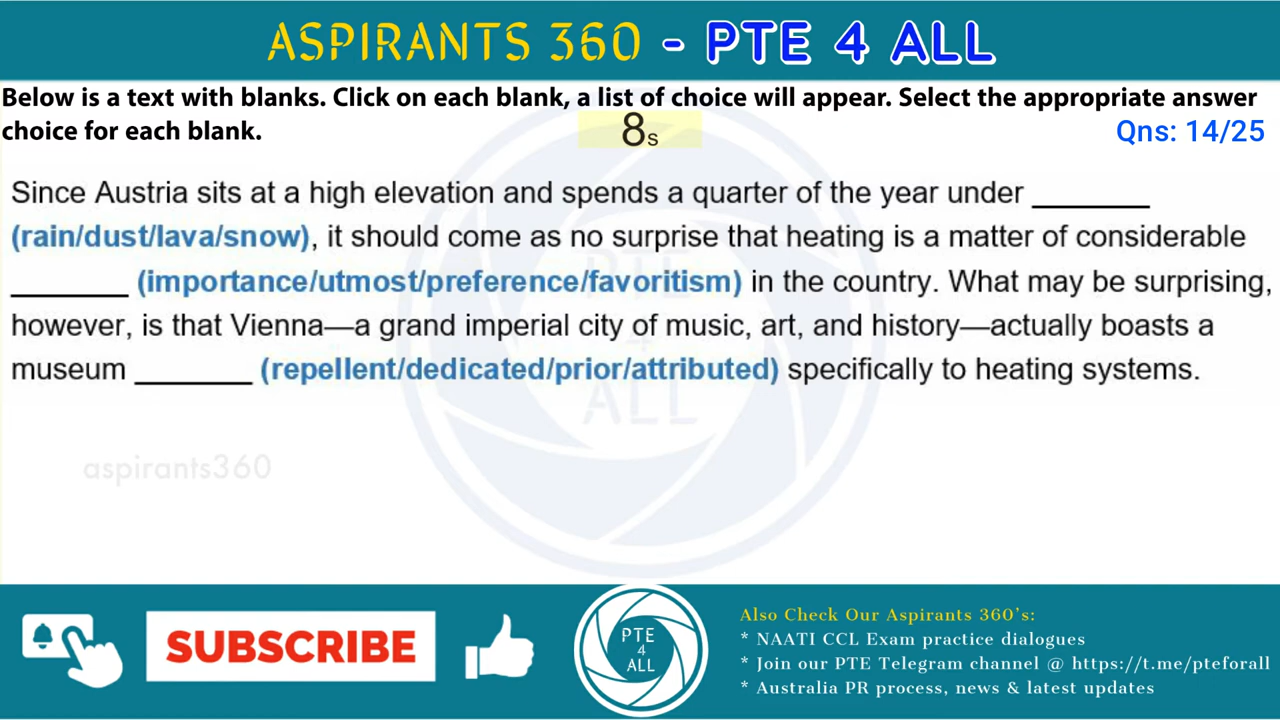 ASPIRANTS 360 - PTE 4 ALL
Below is a text with blanks. Click on each blank, a list of choice will appear. Select the appropriate answer
choice for each blank.
8s
Qns: 14/25
Since Austria sits at a high elevation and spends a quarter of the year under _______
(rain/dust/lava/snow), it should come as no surprise that heating is a matter of considerable
_______ (importance/utmost/preference/favoritism) in the country. What may be surprising,
however, is that Vienna—a grand imperial city of music, art, and history—actually boasts a
museum _______ (repellent/dedicated/prior/attributed) specifically to heating systems.
PTE
4
ALL
aspirants360
SUBSCRIBE
PTE
4
ALL
Also Check Our Aspirants 360's:
* NAATI CCL Exam practice dialogues
* Join our PTE Telegram channel @ https://t.me/pteforall
* Australia PR process, news & latest updates